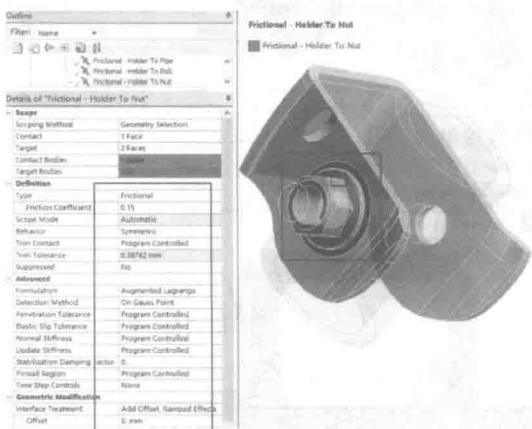 Outline
Filter: Name
Frictional - Holder To Pipe
Frictional - Holder To Bolt
Frictional - Holder To Nut
Details of "Frictional - Holder To Nut"
Scope
Scoping Method Geometry Selection
Contact 1 Face
Target 2 Faces
Contact Bodies
Target Bodies
Definition
Type Frictional
Friction Coefficient 0.15
Scope Mode Automatic
Behavior Symmetric
Trim Contact Program Controlled
Trim Tolerance 0.38762 mm
Suppressed No
Advanced
Formulation Augmented Lagrange
Detection Method On Gauss Point
Penetration Tolerance Program Controlled
Elastic Slip Tolerance Program Controlled
Normal Stiffness Program Controlled
Update Stiffness Program Controlled
Stabilization Damping Factor 0.
Pinball Region Program Controlled
Time Step Controls None
Geometric Modification
Interface Treatment Add Offset, Ramped Effects
Offset 0. mm
Frictional - Holder To Nut
Frictional - Holder To Nut